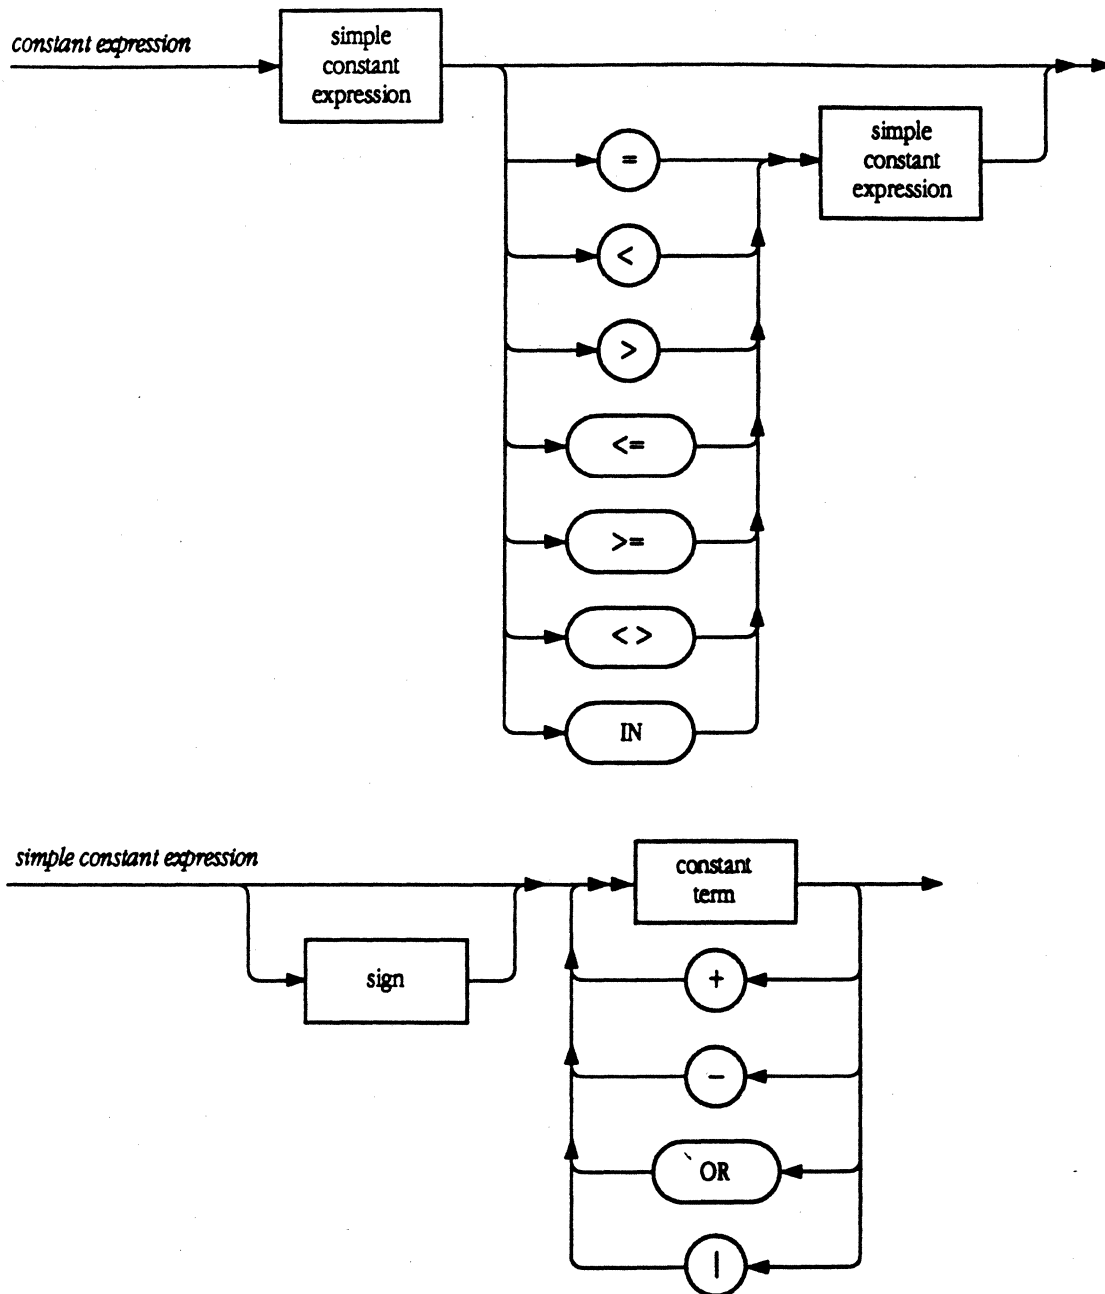 constant expression
simple
constant
expression
=
simple
constant
expression
<
>
<=
>=
<>
IN
simple constant expression
constant
term
sign
+
-
OR
|